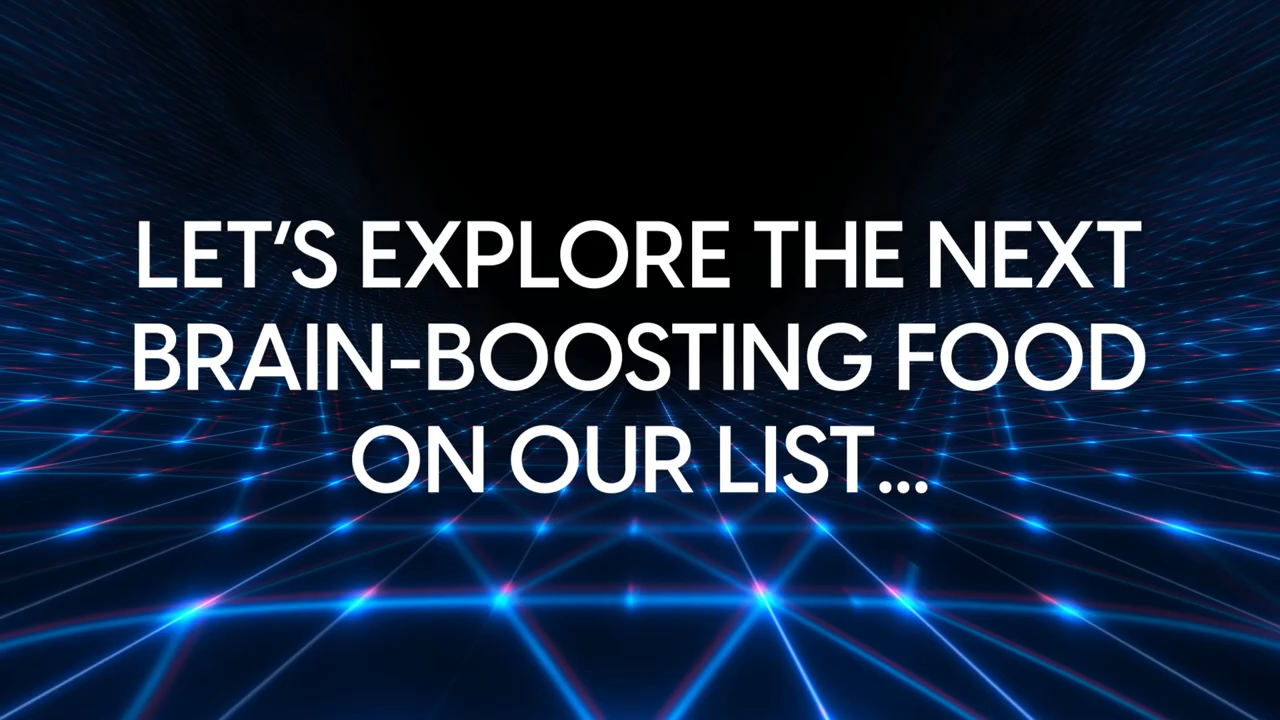 LET'S EXPLORE THE NEXT
BRAIN-BOOSTING FOOD
ON OUR LIST...